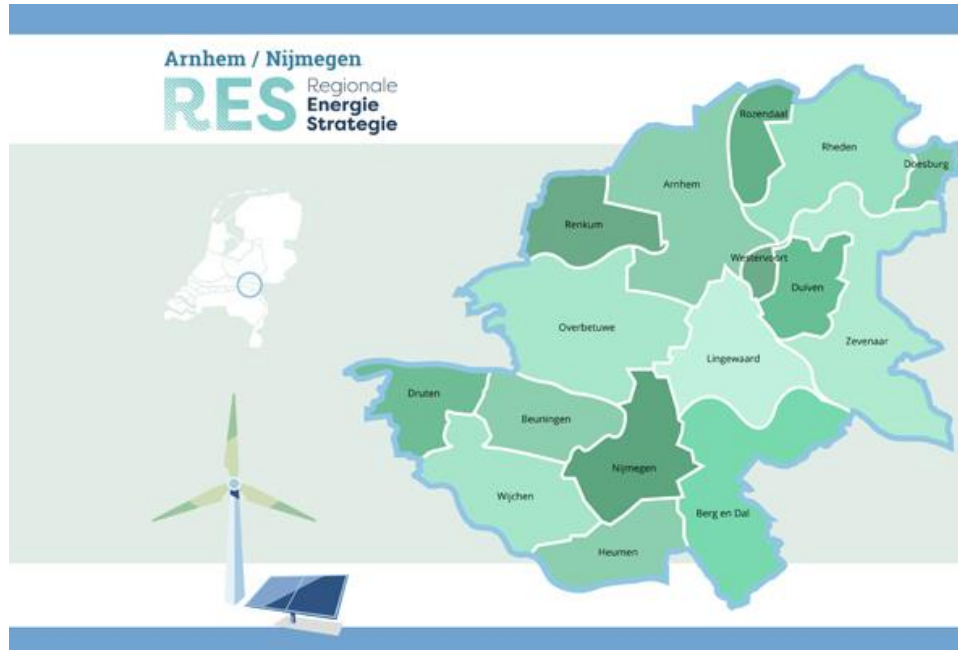 Arnhem / Nijmegen
RES Regionale
Energie
Strategie
Rozendaal
Rheden
Doesburg
Arnhem
Renkum
Westervoort
Duiven
Overbetuwe
Zevenaar
Lingewaard
Druten
Beuningen
Nijmegen
Wijchen
Berg en Dal
Heumen